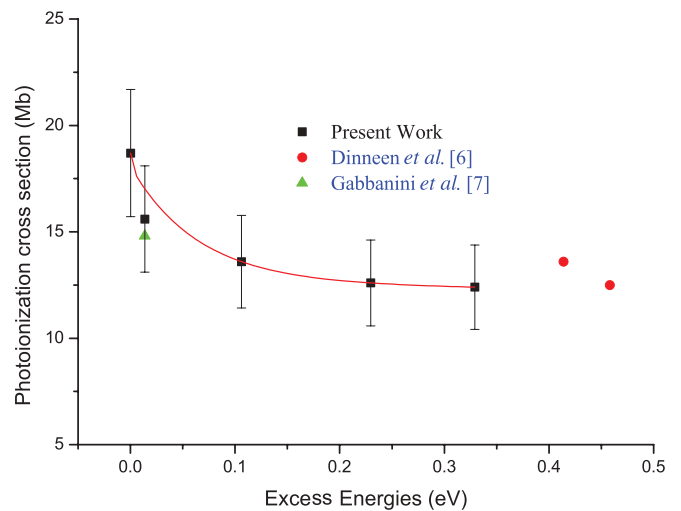 25
20
15
10
5
Photoionization cross section (Mb)
Present Work
Dinneen et al. [6]
Gabbanini et al. [7]
0.0 0.1 0.2 0.3 0.4 0.5
Excess Energies (eV)